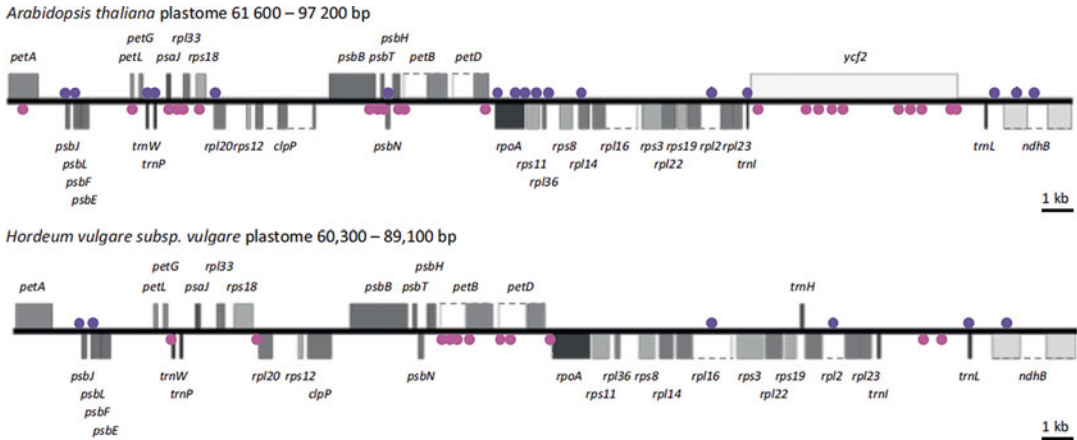 Arabidopsis thaliana plastome 61 600 – 97 200 bp
petG rpl33 psbH
petA petL psaJ rps18 psbB psbT petB petD ycf2
psbJ trnW rpl20 rps12 clpP psbN rpoA rps8 rpl16 rps3 rps19 rpl2 rpl23 trnL ndhB
psbL trnP rps11 rpl14 rpl22 trnI
psbF rpl36
psbE
1 kb
Hordeum vulgare subsp. vulgare plastome 60,300 – 89,100 bp
petG rpl33 psbH
petA petL psaJ rps18 psbB psbT petB petD trnH
psbJ trnW rpl20 rps12 psbN rpoA rpl36 rps8 rpl16 rps3 rps19 rpl2 rpl23 trnL ndhB
psbL trnP clpP rps11 rpl14 rpl22 trnI
psbF
psbE
1 kb